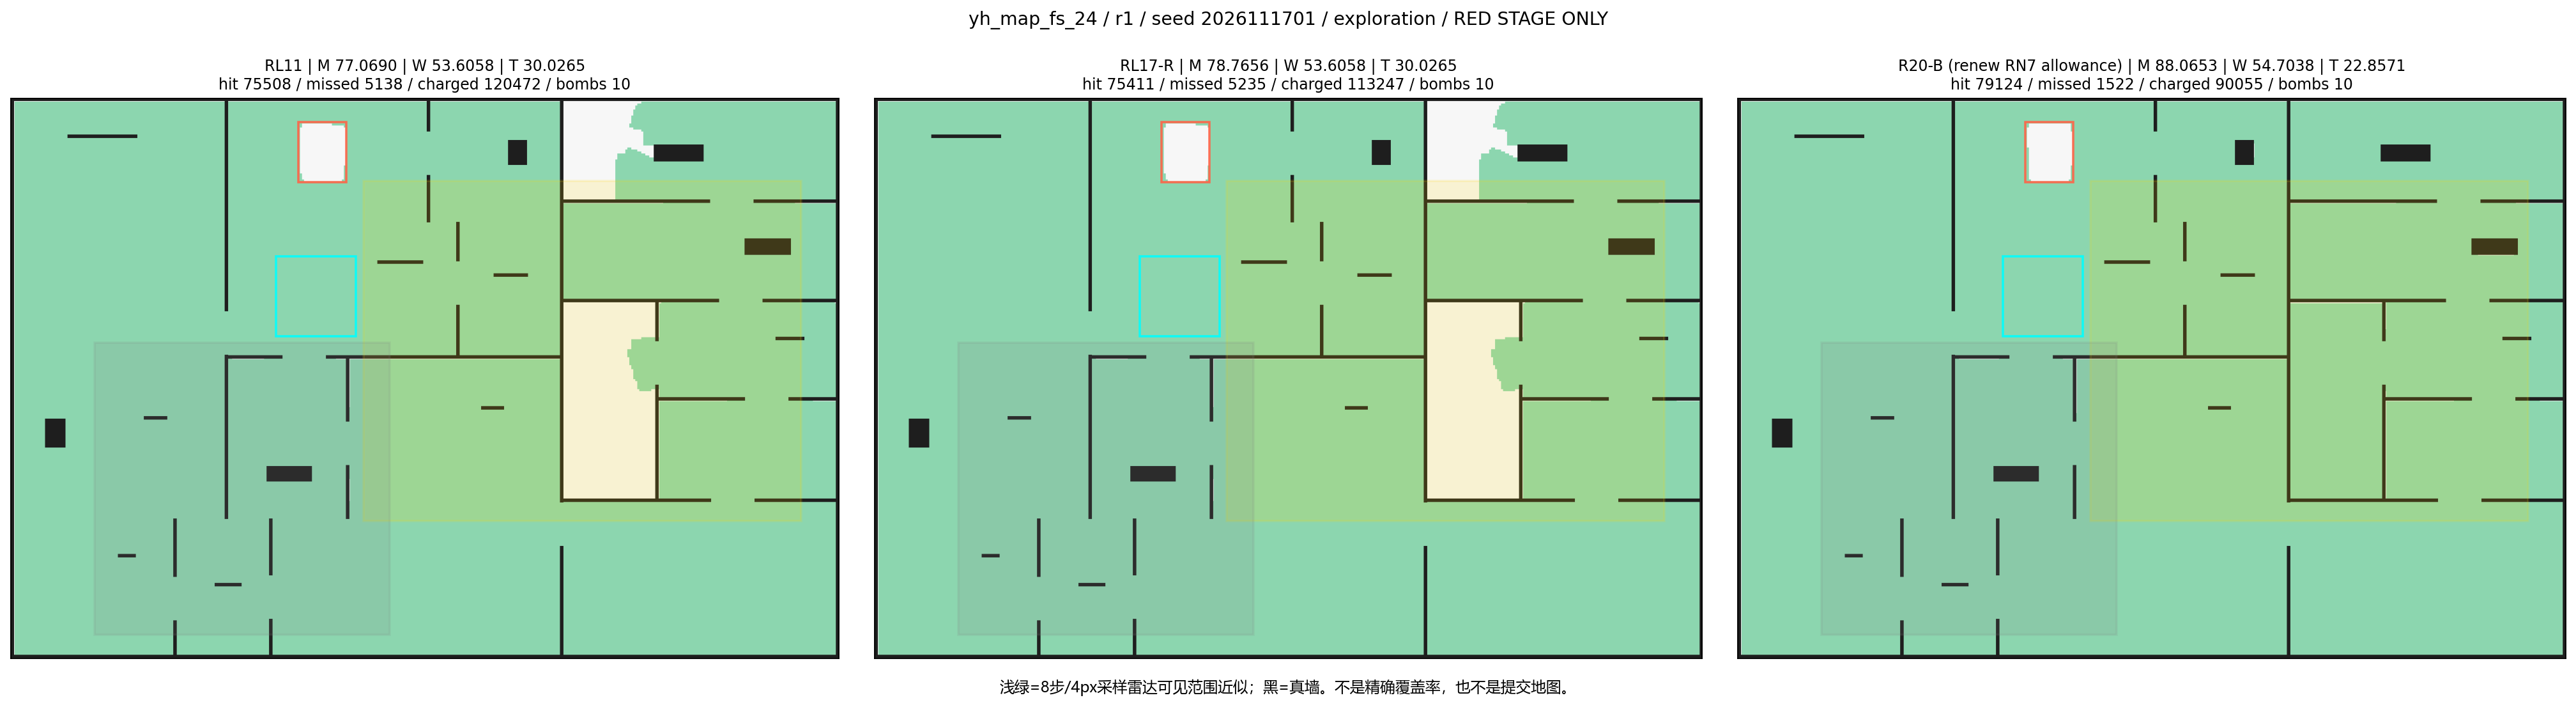 yh_map_fs_24 / r1 / seed 2026111701 / exploration / RED STAGE ONLY
RL11 | M 77.0690 | W 53.6058 | T 30.0265
hit 75508 / missed 5138 / charged 120472 / bombs 10
RL17-R | M 78.7656 | W 53.6058 | T 30.0265
hit 75411 / missed 5235 / charged 113247 / bombs 10
R20-B (renew RN7 allowance) | M 88.0653 | W 54.7038 | T 22.8571
hit 79124 / missed 1522 / charged 90055 / bombs 10
浅绿=8步/4px采样雷达可见范围近似；黑=真墙。不是精确覆盖率，也不是提交地图。